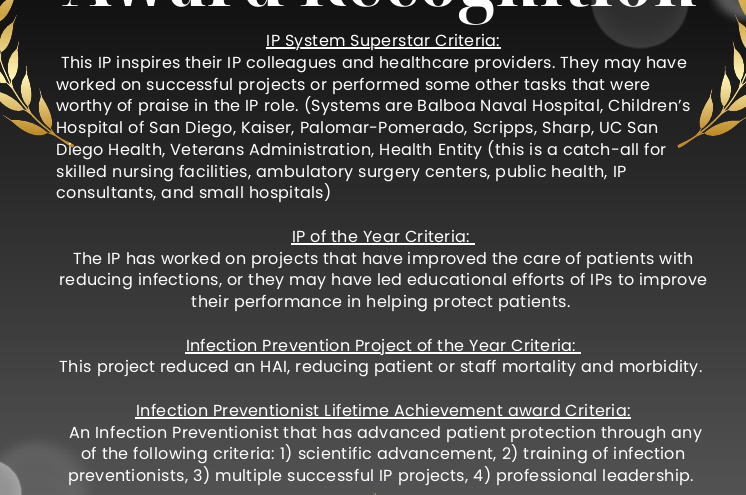 Award Recognition
IP System Superstar Criteria:
This IP inspires their IP colleagues and healthcare providers. They may have
worked on successful projects or performed some other tasks that were
worthy of praise in the IP role. (Systems are Balboa Naval Hospital, Children's
Hospital of San Diego, Kaiser, Palomar-Pomerado, Scripps, Sharp, UC San
Diego Health, Veterans Administration, Health Entity (this is a catch-all for
skilled nursing facilities, ambulatory surgery centers, public health, IP
consultants, and small hospitals)
IP of the Year Criteria:
The IP has worked on projects that have improved the care of patients with
reducing infections, or they may have led educational efforts of IPs to improve
their performance in helping protect patients.
Infection Prevention Project of the Year Criteria:
This project reduced an HAI, reducing patient or staff mortality and morbidity.
Infection Preventionist Lifetime Achievement award Criteria:
An Infection Preventionist that has advanced patient protection through any
of the following criteria: 1) scientific advancement, 2) training of infection
preventionists, 3) multiple successful IP projects, 4) professional leadership.